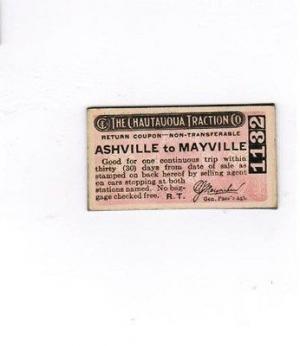 THE CHAUTAUQUA TRACTION CO
RETURN COUPON—NON-TRANSFERABLE
ASHVILLE to MAYVILLE
Good for one continuous trip within
thirty (30) days from date of sale as
stamped on back hereof by selling agent
on cars stopping at both
stations named. No bag-
gage checked free. R.T.
Gen. Pass'r Agt.
1182